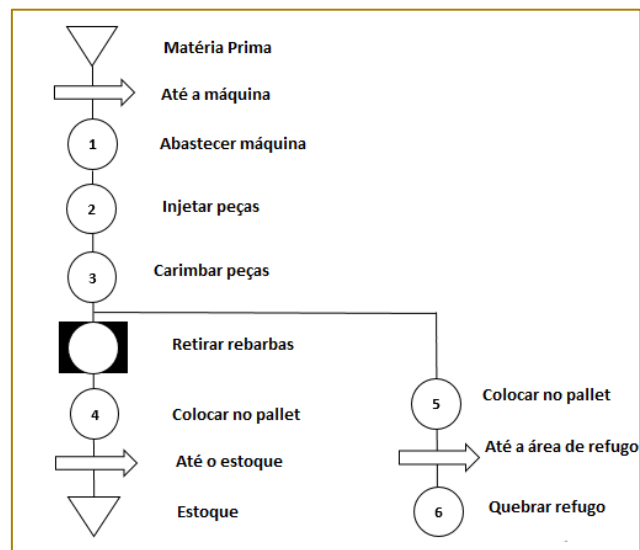 Matéria Prima
Até a máquina
1 Abastecer máquina
2 Injetar peças
3 Carimbar peças
Retirar rebarbas
4 Colocar no pallet
Até o estoque
Estoque
5 Colocar no pallet
Até a área de refugo
6 Quebrar refugo